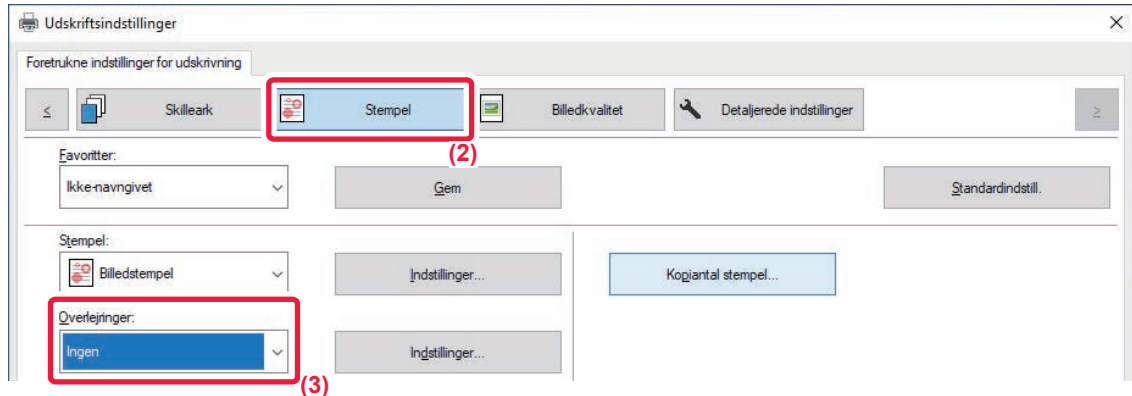 Udskriftsindstillinger
Foretrukne indstillinger for udskrivning
< Skilleark Stempel Billedkvalitet Detaljerede indstillinger >
(2)
Favoritter:
Ikke-navngivet Gem Standardindstill.
Stempel:
Billedstempel Indstillinger... Kopiantal stempel...
Overlejringer:
Ingen Indstillinger...
(3)